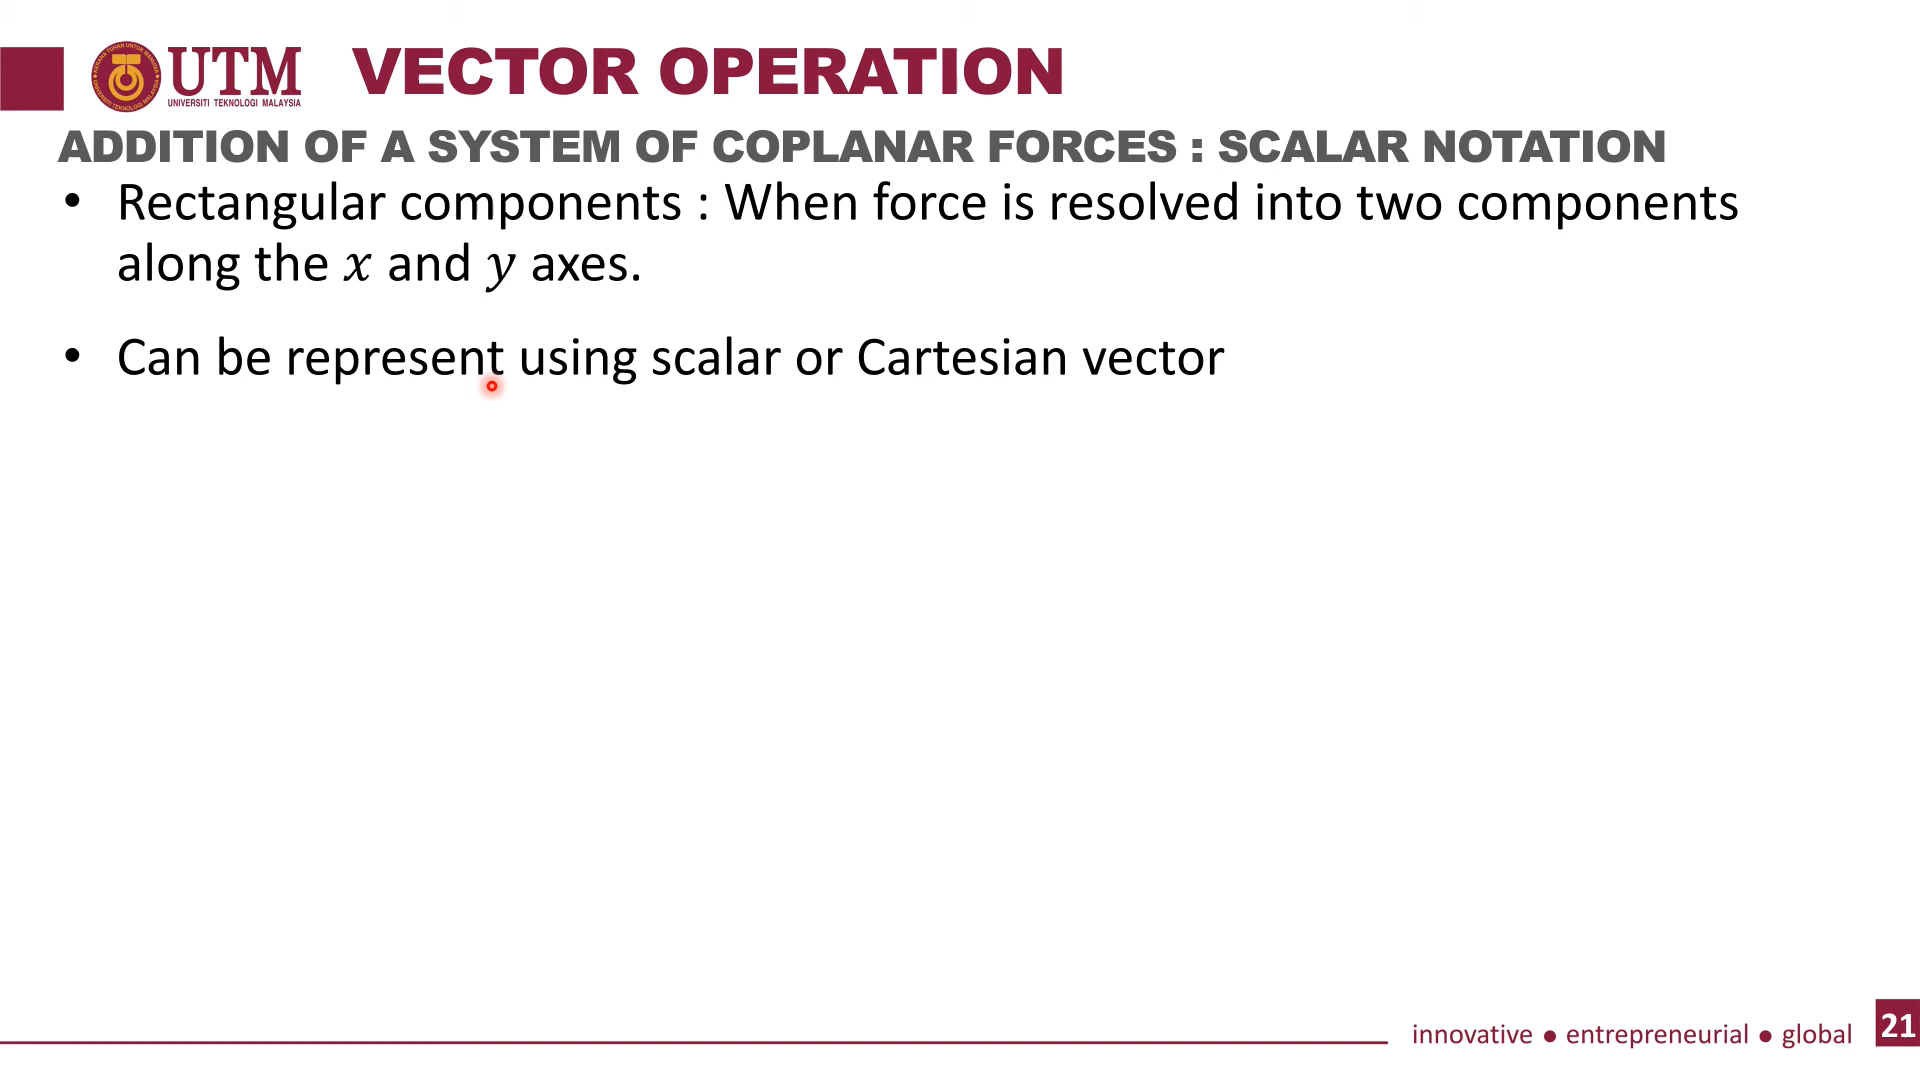 UTM
UNIVERSITI TEKNOLOGI MALAYSIA
VECTOR OPERATION
ADDITION OF A SYSTEM OF COPLANAR FORCES : SCALAR NOTATION
• Rectangular components : When force is resolved into two components
along the x and y axes.
• Can be represent using scalar or Cartesian vector
innovative ● entrepreneurial ● global
21